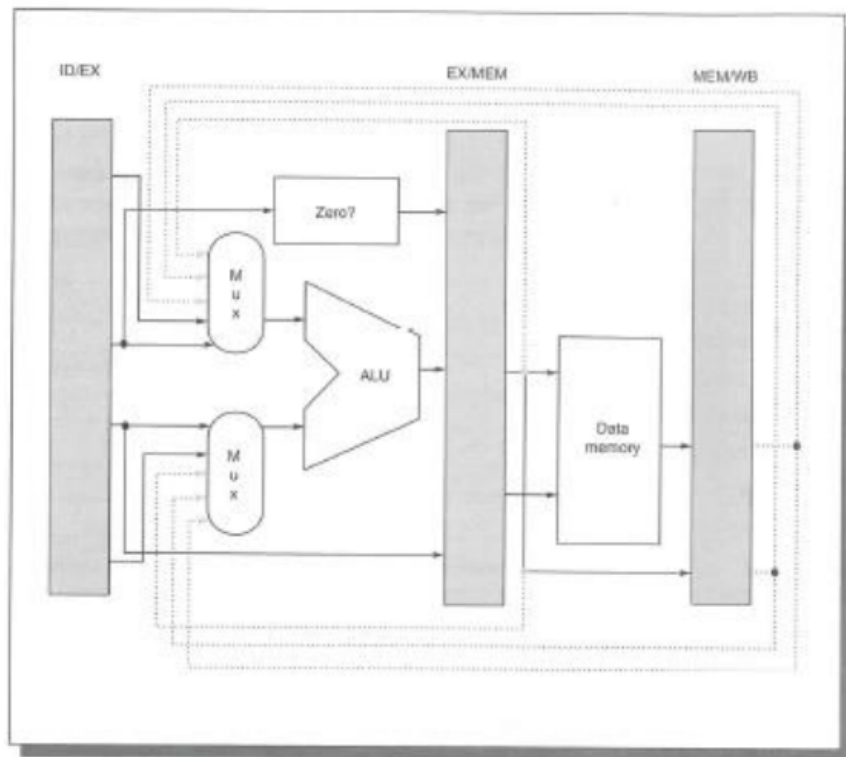 ID/EX
EX/MEM
MEM/WB
Zero?
M
u
x
ALU
M
u
x
Data
memory